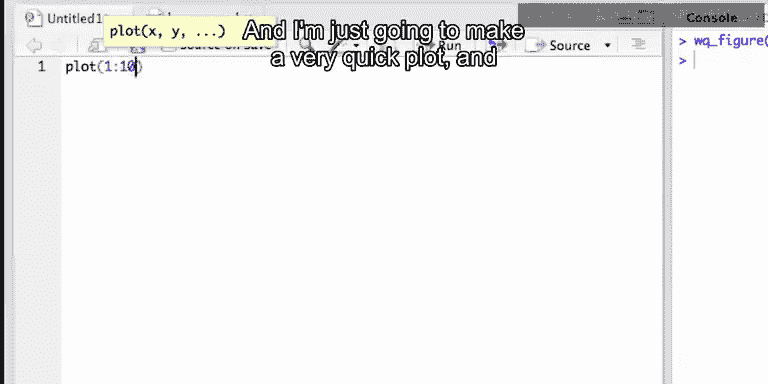 Untitled1
plot(x, y, ...)
And I'm just going to make
a very quick plot, and
Run
Source
Console
> wq_figure(
>
1
plot(1:10)